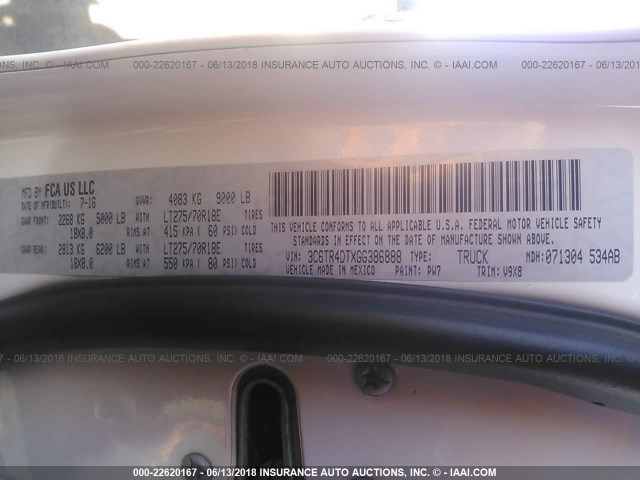 000-22620167 - 06/13/2018 INSURANCE AUTO AUCTIONS, INC. © - IAAI.COM
MFD BY FCA US LLC
DATE OF MFR(BUILT): 7-16 GVWR: 4083 KG 9000 LB
GAWR FRONT: 2268 KG 5000 LB WITH LT275/70R18E TIRES
18X8.0 RIMS AT 415 KPA ( 60 PSI) COLD
GAWR REAR: 2813 KG 6200 LB WITH LT275/70R18E TIRES
18X8.0 RIMS AT 550 KPA ( 80 PSI) COLD
THIS VEHICLE CONFORMS TO ALL APPLICABLE U.S.A. FEDERAL MOTOR VEHICLE SAFETY
STANDARDS IN EFFECT ON THE DATE OF MANUFACTURE SHOWN ABOVE.
VIN: 3C6TR4DTXGG386888 TYPE: TRUCK MDH: 071304 534AB
VEHICLE MADE IN MEXICO PAINT: PW7 TRIM: V9X8
000-22620167 - 06/13/2018 INSURANCE AUTO AUCTIONS, INC. © - IAAI.COM
000-22620167 - 06/13/2018 INSURANCE AUTO AUCTIONS, INC. © - IAAI.COM